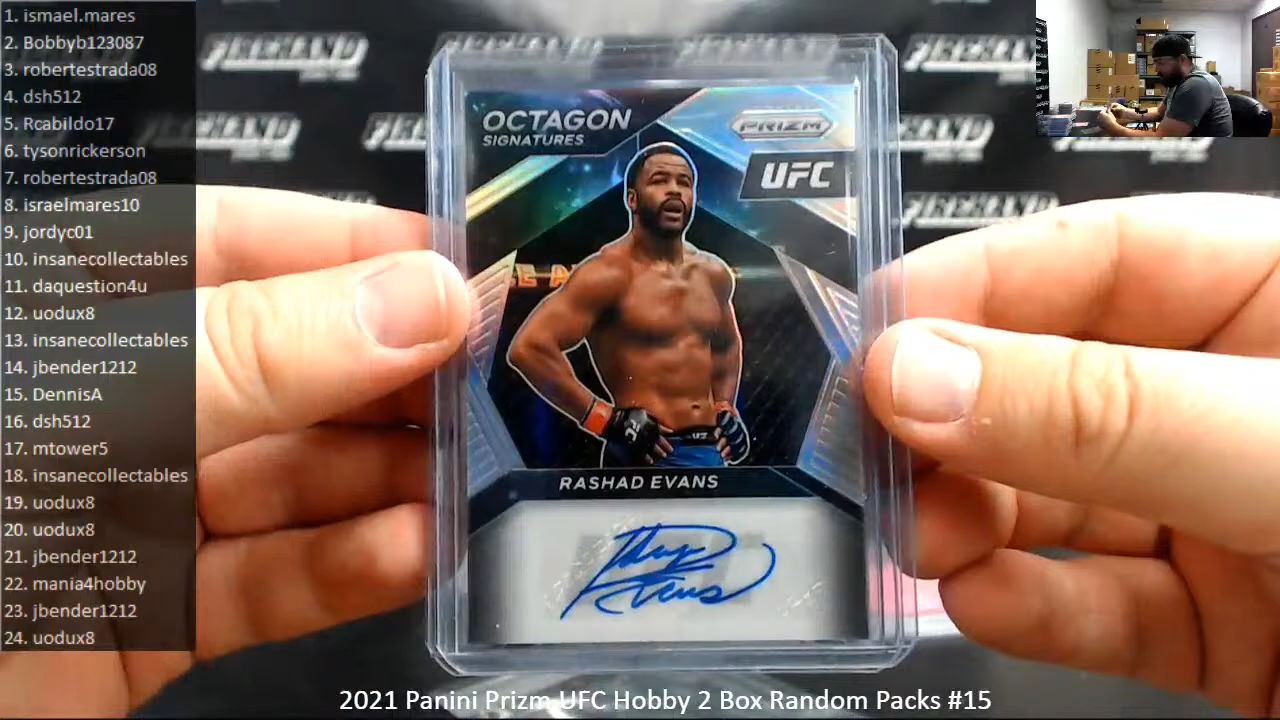 1. ismael.mares
2. Bobbyb123087
3. robertestrada08
4. dsh512
5. Rcabildo17
6. tysonrickerson
7. robertestrada08
8. israelmares10
9. jordyc01
10. insanecollectables
11. daquestion4u
12. uodux8
13. insanecollectables
14. jbender1212
15. DennisA
16. dsh512
17. mtower5
18. insanecollectables
19. uodux8
20. uodux8
21. jbender1212
22. mania4hobby
23. jbender1212
24. uodux8
FIREHAND
FIREHAND
FIREHAND
OCTAGON
SIGNATURES
PRIZM
UFC
RASHAD EVANS
2021 Panini Prizm UFC Hobby 2 Box Random Packs #15